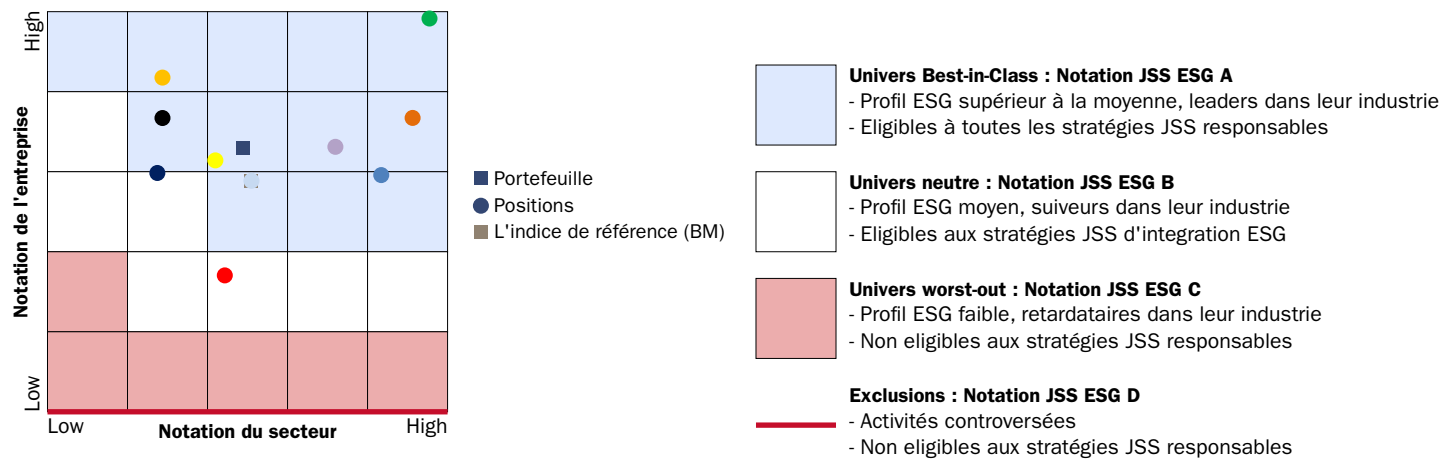 High
Notation de l'entreprise
Low
Low
Notation du secteur
High
Portefeuille
Positions
L'indice de référence (BM)
Univers Best-in-Class : Notation JSS ESG A
- Profil ESG supérieur à la moyenne, leaders dans leur industrie
- Eligibles à toutes les stratégies JSS responsables
Univers neutre : Notation JSS ESG B
- Profil ESG moyen, suiveurs dans leur industrie
- Eligibles aux stratégies JSS d'integration ESG
Univers worst-out : Notation JSS ESG C
- Profil ESG faible, retardataires dans leur industrie
- Non eligibles aux stratégies JSS responsables
Exclusions : Notation JSS ESG D
- Activités controversées
- Non eligibles aux stratégies JSS responsables